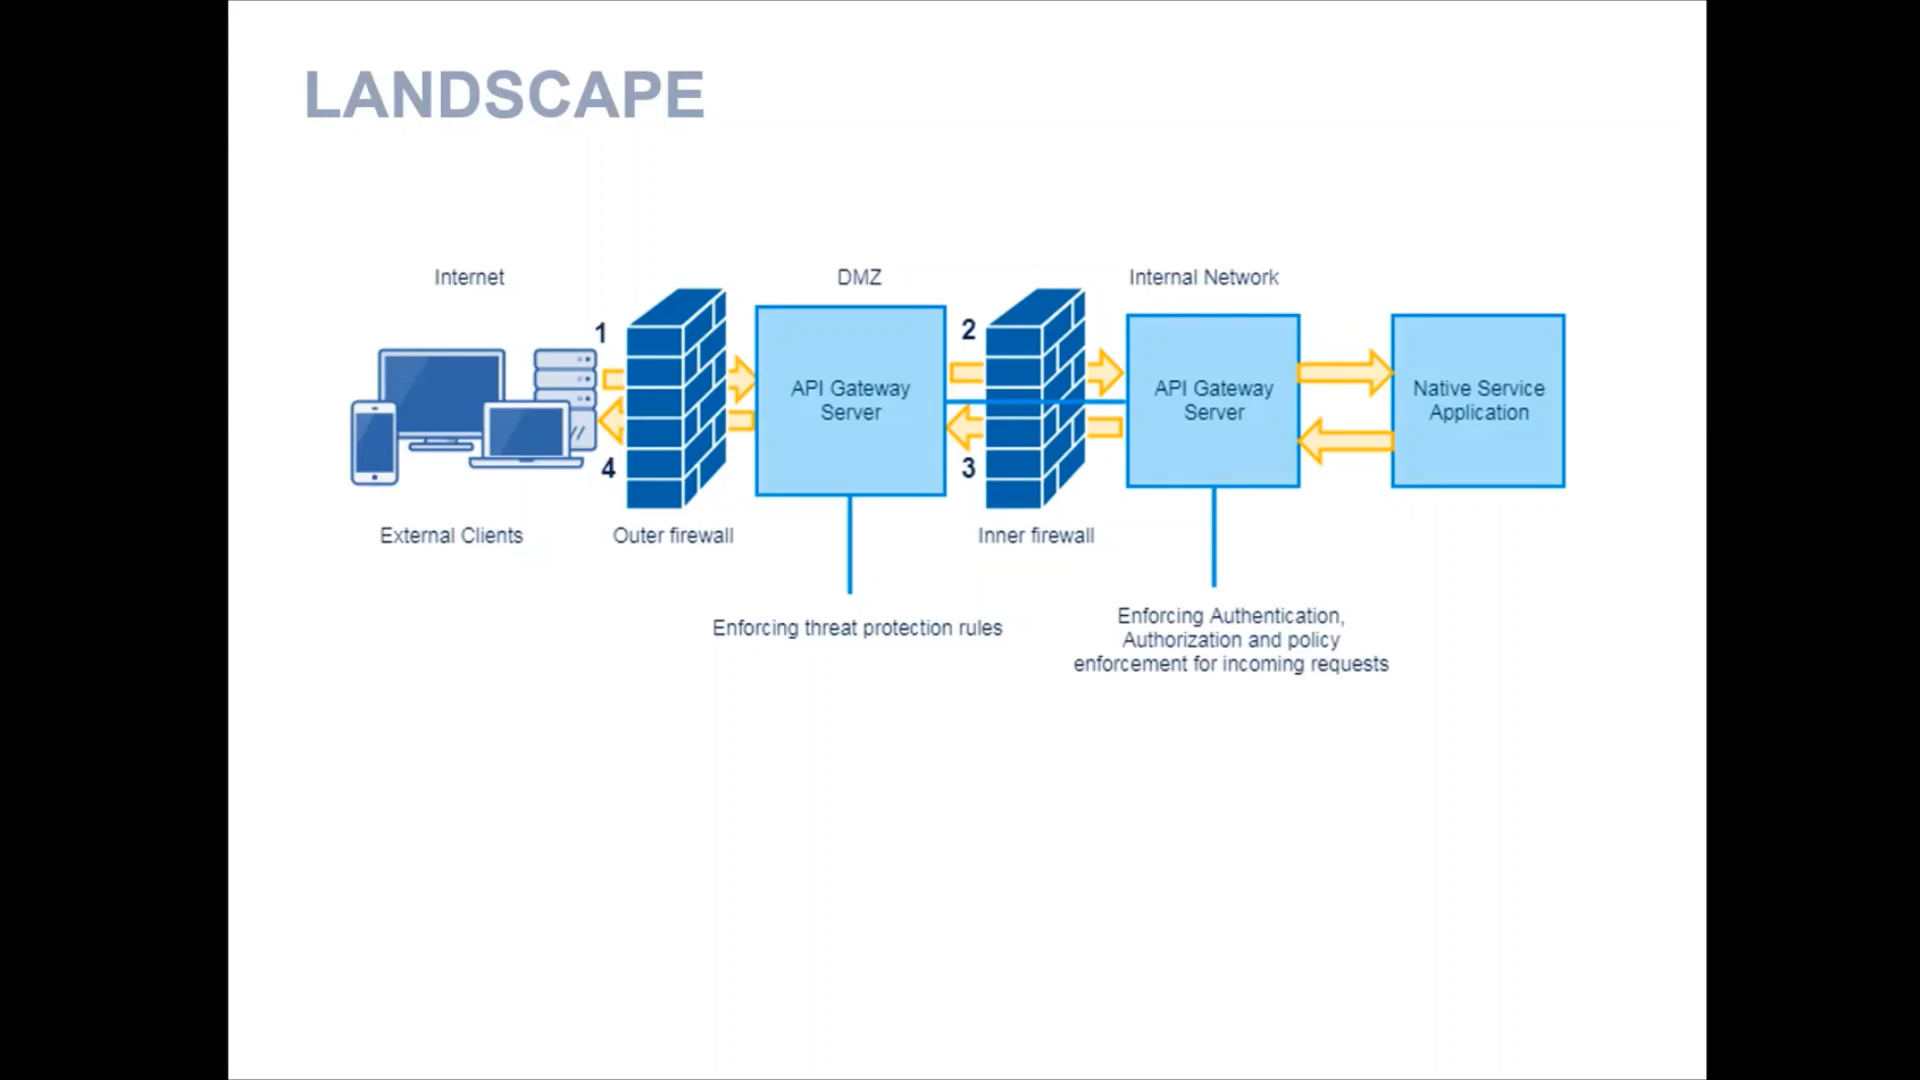 LANDSCAPE
Internet
DMZ
Internal Network
1
2
API Gateway
Server
API Gateway
Server
Native Service
Application
4
3
External Clients
Outer firewall
Inner firewall
Enforcing threat protection rules
Enforcing Authentication,
Authorization and policy
enforcement for incoming requests